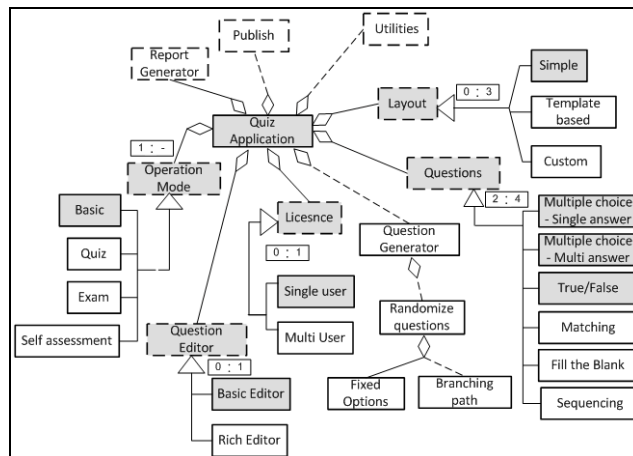 Publish
Utilities
Report
Generator
Simple
0 : 3
Layout
Template
based
Quiz
Application
1 : -
Custom
Operation
Mode
Questions
2 : 4
Basic
Multiple choice
- Single answer
Licesnce
Question
Generator
Quiz
0 : 1
Multiple choice
- Multi answer
Exam
Single user
True/False
Randomize
questions
Self assessment
Question
Editor
Multi User
Matching
0 : 1
Fill the Blank
Basic Editor
Fixed
Options
Branching
path
Sequencing
Rich Editor